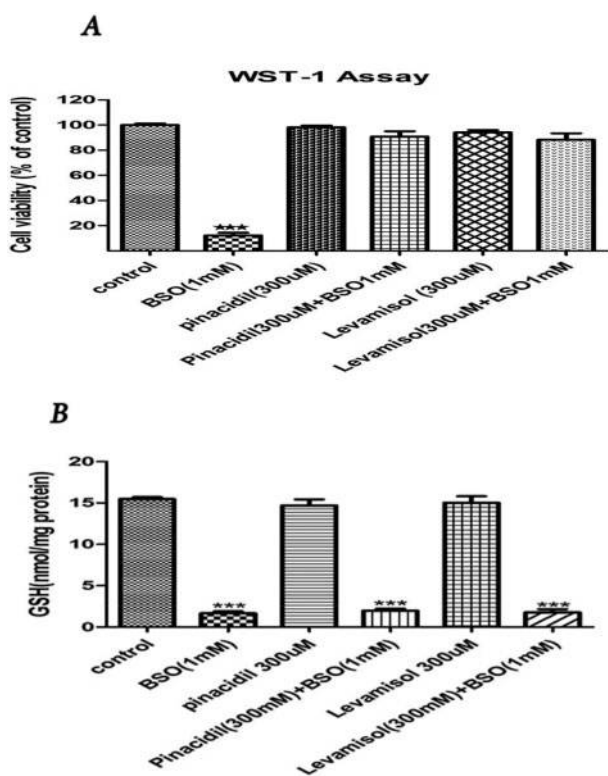 A
WST-1 Assay
Cell viability (% of control)
120
100
80
60
40
20
***
control
BSO(1mM)
pinacidil(300uM)
Pinacidil300uM+BSO1mM
Levamisol (300uM)
Levamisol300uM+BSO1mM
B
GSH(nmol/mg protein)
20
15
10
5
0
***
***
***
control
BSO(1mM)
pinacidil 300uM
Pinacidil(300mM)+BSO(1mM)
Levamisol 300uM
Levamisol(300mM)+BSO(1mM)